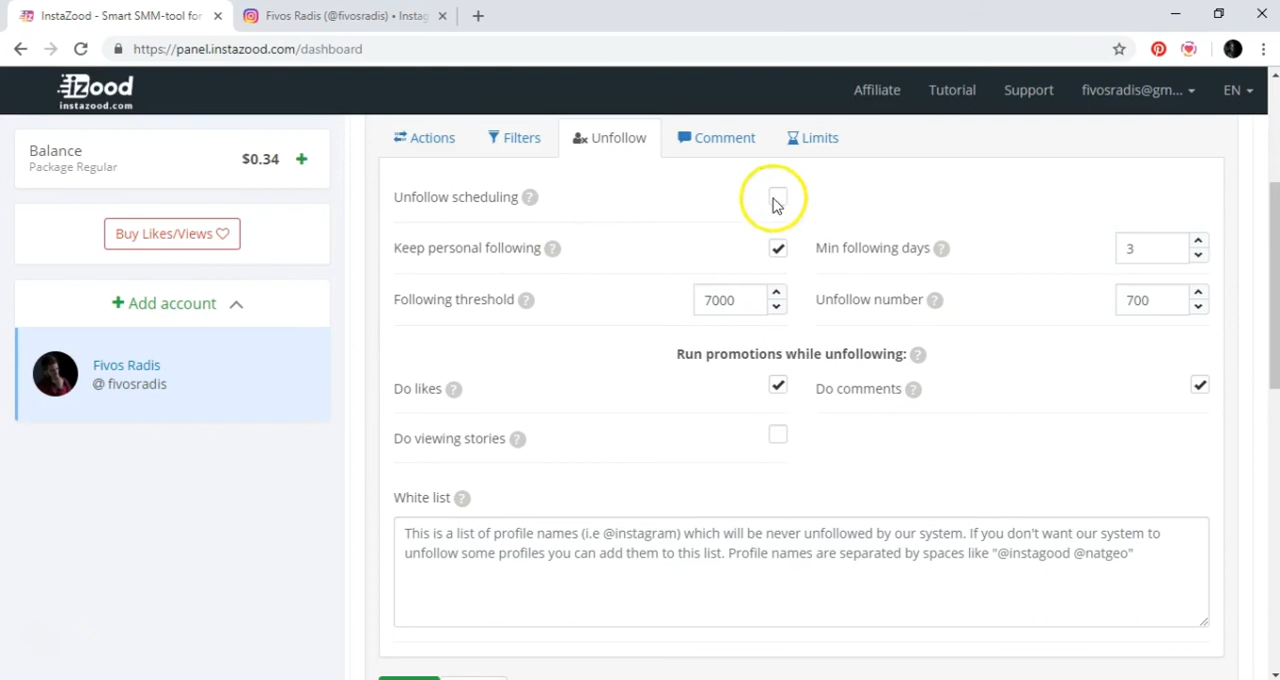 InstaZood - Smart SMM-tool for
Fivos Radis (@fivosradis) • Instag
https://panel.instazood.com/dashboard
iZood
instazood.com
Affiliate Tutorial Support fivosradis@gm... EN
Balance
Package Regular
$0.34
Buy Likes/Views
Add account
Fivos Radis
@ fivosradis
Actions Filters Unfollow Comment Limits
Unfollow scheduling ?
Keep personal following ? Min following days ? 3
Following threshold ? 7000 Unfollow number ? 700
Run promotions while unfollowing: ?
Do likes ? Do comments ?
Do viewing stories ?
White list ?
This is a list of profile names (i.e @instagram) which will be never unfollowed by our system. If you don't want our system to
unfollow some profiles you can add them to this list. Profile names are separated by spaces like "@instagood @natgeo"